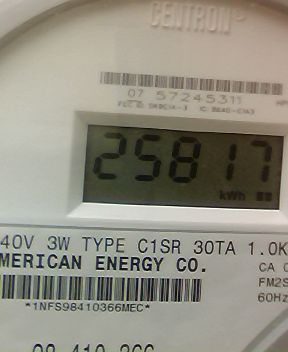 CENTRON
07 57245311
25817
kWh
40V 3W TYPE C1SR 30TA 1.0K
MERICAN ENERGY CO.
CA
FM2S
60Hz
*1NFS98410366MEC*